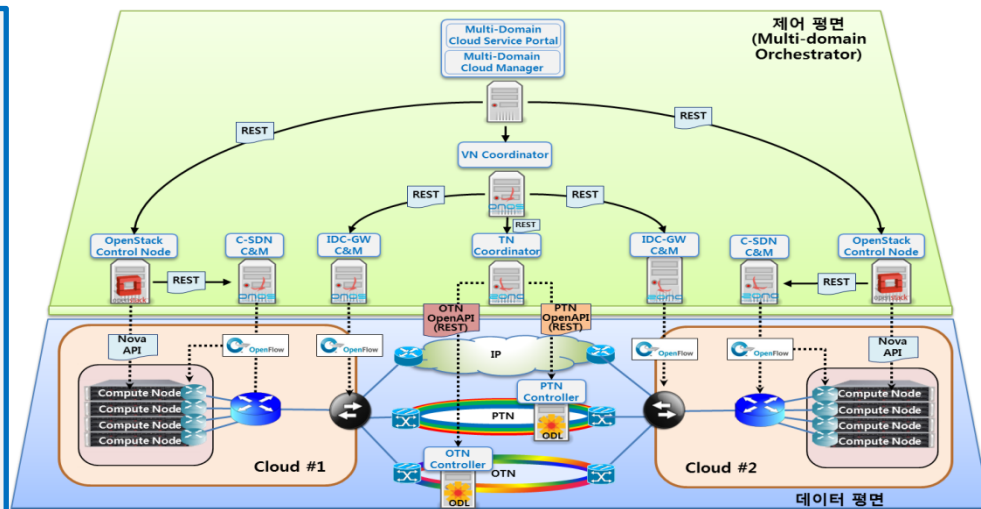 제어 평면
(Multi-domain
Orchestrator)
Multi-Domain
Cloud Service Portal
Multi-Domain
Cloud Manager
REST
REST
VN Coordinator
REST
REST
REST
OpenStack
Control Node
C-SDN
C&M
IDC-GW
C&M
TN
Coordinator
IDC-GW
C&M
C-SDN
C&M
OpenStack
Control Node
REST
REST
openstack
openstack
OTN
OpenAPI
(REST)
PTN
OpenAPI
(REST)
Nova
API
OpenFlow
OpenFlow
IP
OpenFlow
OpenFlow
Nova
API
PTN
Controller
Compute Node
Compute Node
Compute Node
Compute Node
PTN
ODL
Compute Node
Compute Node
Compute Node
Compute Node
Cloud #1
OTN
Controller
OTN
ODL
Cloud #2
데이터 평면